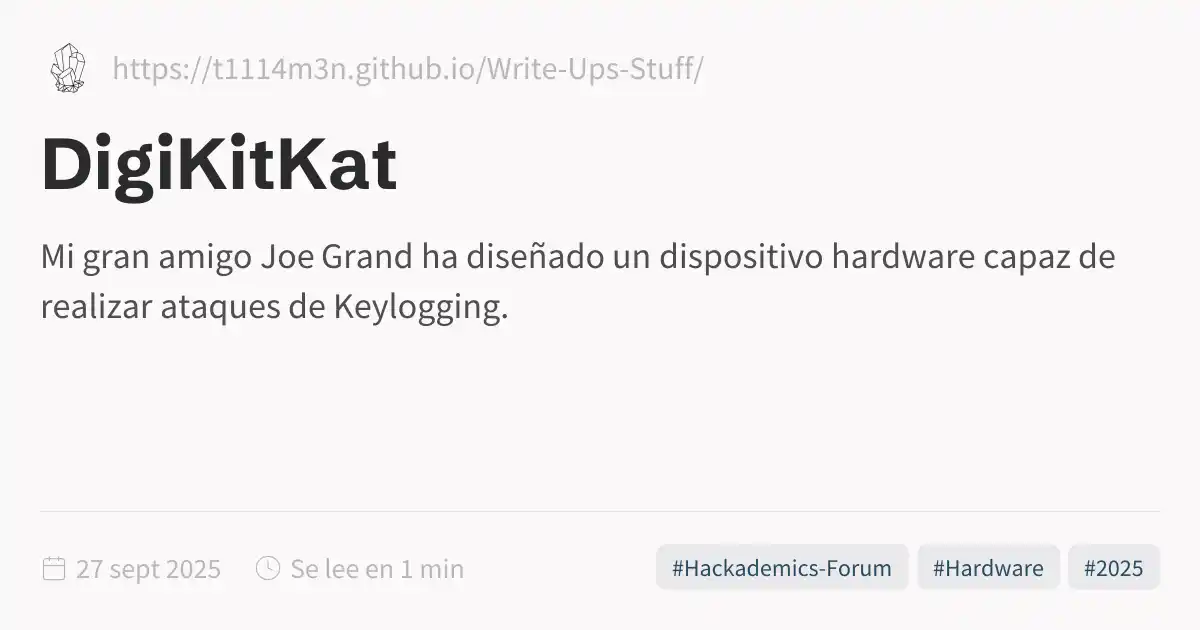 https://t1114m3n.github.io/Write-Ups-Stuff/
DigiKitKat
Mi gran amigo Joe Grand ha diseñado un dispositivo hardware capaz de
realizar ataques de Keylogging.
27 sept 2025
Se lee en 1 min
#Hackademics-Forum
#Hardware
#2025